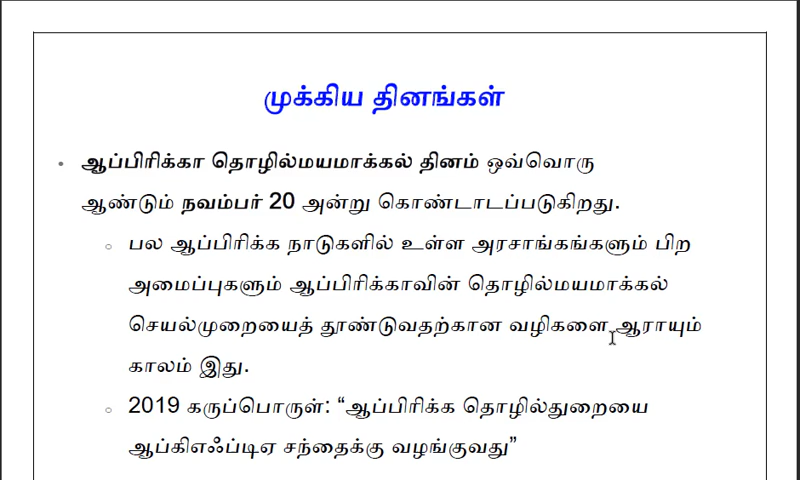 முக்கிய தினங்கள்
• ஆப்பிரிக்கா தொழில்மயமாக்கல் தினம் ஒவ்வொரு
ஆண்டும் நவம்பர் 20 அன்று கொண்டாடப்படுகிறது.
○ பல ஆப்பிரிக்க நாடுகளில் உள்ள அரசாங்கங்களும் பிற
அமைப்புகளும் ஆப்பிரிக்காவின் தொழில்மயமாக்கல்
செயல்முறையைத் தூண்டுவதற்கான வழிகளை ஆராயும்
காலம் இது.
○ 2019 கருப்பொருள்: “ஆப்பிரிக்க தொழில்துறையை
ஆப்கிஎஃப்டிஏ சந்தைக்கு வழங்குவது”